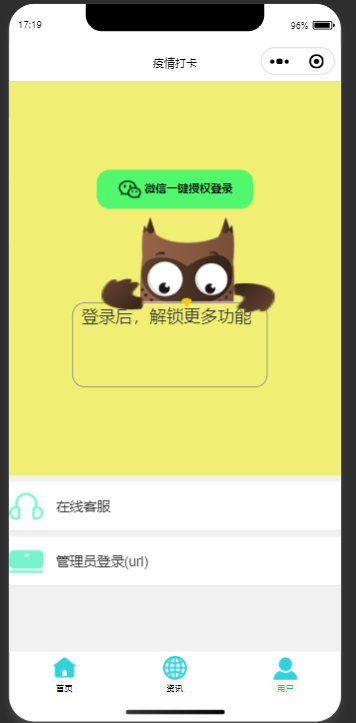 17:19
96%
疫情打卡
微信一键授权登录
登录后，解锁更多功能
在线客服
管理员登录(url)
首页
资讯
用户